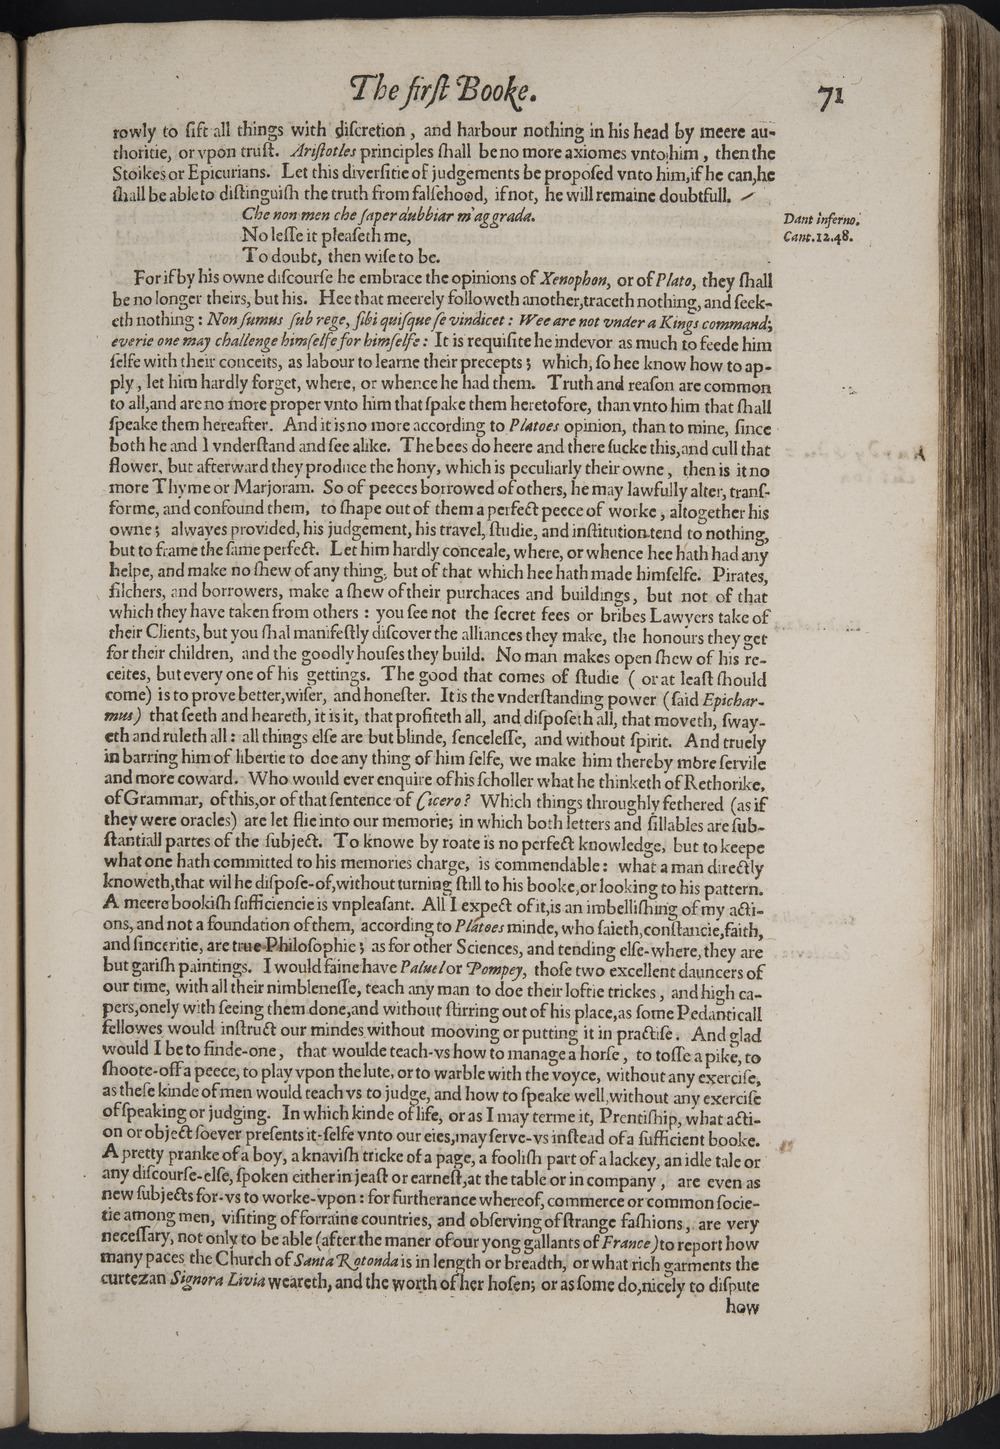 The firſt Booke.
71
rowly to ſift all things with diſcretion, and harbour nothing in his head by meere au-
thoritie, or vpon truſt. Ariſtotles principles ſhall be no more axiomes vnto him, then the
Stoikes or Epicurians. Let this diverſitie of judgements be propoſed vnto him, if he can, he
ſhall be able to diſtinguiſh the truth from falſehood, if not, he will remaine doubtfull.
Che non men che ſaper dubbiar m'aggrada.
Dant inferno.
No leſſe it pleaſeth me,
Cant. 12.48.
To doubt, then wiſe to be.
For if by his owne diſcourſe he embrace the opinions of Xenophon, or of Plato, they ſhall
be no longer theirs, but his. Hee that meerely followeth another, traceth nothing, and ſeek-
eth nothing: Non ſumus ſub rege, ſibi quiſque ſe vindicet: Wee are not vnder a Kings command;
everie one may challenge himſelfe for himſelfe: It is requiſite he indevor as much to feede him
ſelfe with their conceits, as labour to learne their precepts; which, ſo hee know how to ap-
ply, let him hardly forget, where, or whence he had them. Truth and reaſon are common
to all, and are no more proper vnto him that ſpake them heretofore, than vnto him that ſhall
ſpeake them hereafter. And it is no more according to Platoes opinion, than to mine, ſince
both he and I vnderſtand and ſee alike. The bees do heere and there ſucke this, and cull that
flower, but afterward they produce the hony, which is peculiarly their owne, then is it no
more Thyme or Marjoram. So of peeces borrowed of others, he may lawfully alter, tranſ-
forme, and confound them, to ſhape out of them a perfect peece of worke, altogether his
owne; alwayes provided, his judgement, his travel, ſtudie, and inſtitution tend to nothing,
but to frame the ſame perfect. Let him hardly conceale, where, or whence hee hath had any
helpe, and make no ſhew of any thing, but of that which hee hath made himſelfe. Pirates,
filchers, and borrowers, make a ſhew of their purchaces and buildings, but not of that
which they have taken from others: you ſee not the ſecret fees or bribes Lawyers take of
their Clients, but you ſhal manifeſtly diſcover the alliances they make, the honours they get
for their children, and the goodly houſes they build. No man makes open ſhew of his re-
ceites, but every one of his gettings. The good that comes of ſtudie (or at leaſt ſhould
come) is to prove better, wiſer, and honeſter. It is the vnderſtanding power (ſaid Epichar-
mus) that ſeeth and heareth, it is it, that profiteth all, and diſpoſeth all, that moveth, ſway-
eth and ruleth all: all things elſe are but blinde, ſenceleſſe, and without ſpirit. And truely
in barring him of libertie to doe any thing of him ſelfe, we make him thereby more ſervile
and more coward. Who would ever enquire of his ſcholler what he thinketh of Rethorike,
of Grammar, of this, or of that ſentence of Cicero? Which things throughly fethered (as if
they were oracles) are let flie into our memorie; in which both letters and ſillables are ſub-
ſtantiall partes of the ſubject. To knowe by roate is no perfect knowledge, but to keepe
what one hath committed to his memories charge, is commendable: what a man directly
knoweth, that wil he diſpoſe-of, without turning ſtill to his booke, or looking to his pattern.
A meere bookiſh ſufficiencie is vnpleaſant. All I expect of it, is an imbelliſhing of my acti-
ons, and not a foundation of them, according to Platoes minde, who ſaieth, conſtancie, faith,
and ſinceritie, are true Philoſophie; as for other Sciences, and tending elſe-where, they are
but gariſh paintings. I would faine have Paluel or Pompey, thoſe two excellent dauncers of
our time, with all their nimbleneſſe, teach any man to doe their loftie trickes, and high ca-
pers, onely with ſeeing them done, and without ſtirring out of his place, as ſome Pedanticall
fellowes would inſtruct our mindes without mooving or putting it in practiſe. And glad
would I be to finde-one, that woulde teach-vs how to manage a horſe, to toſſe a pike, to
ſhoote-off a peece, to play vpon the lute, or to warble with the voyce, without any exerciſe,
as theſe kinde of men would teach vs to judge, and how to ſpeake well, without any exerciſe
of ſpeaking or judging. In which kinde of life, or as I may terme it, Prentiſhip, what acti-
on or object ſoever preſents it-ſelfe vnto our eies, may ſerve-vs inſtead of a ſufficient booke.
A pretty pranke of a boy, a knaviſh tricke of a page, a fooliſh part of a lackey, an idle tale or
any diſcourſe-elſe, ſpoken either in jeaſt or earneſt, at the table or in company, are even as
new ſubjects for-vs to worke-vpon: for furtherance whereof, commerce or common ſocie-
tie among men, viſiting of forraine countries, and obſerving of ſtrange faſhions, are very
neceſſary, not only to be able (after the maner of our yong gallants of France) to report how
many paces the Church of Santa Rotonda is in length or breadth, or what rich garments the
curtezan Signora Livia weareth, and the worth of her hoſen; or as ſome do, nicely to diſpute
how